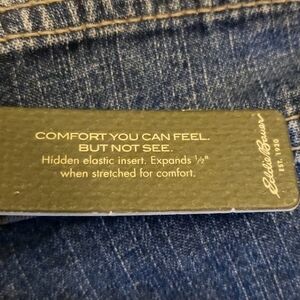 COMFORT YOU CAN FEEL.
BUT NOT SEE.
Hidden elastic insert. Expands ½"
when stretched for comfort.
Eddie Bauer
EST. 1920